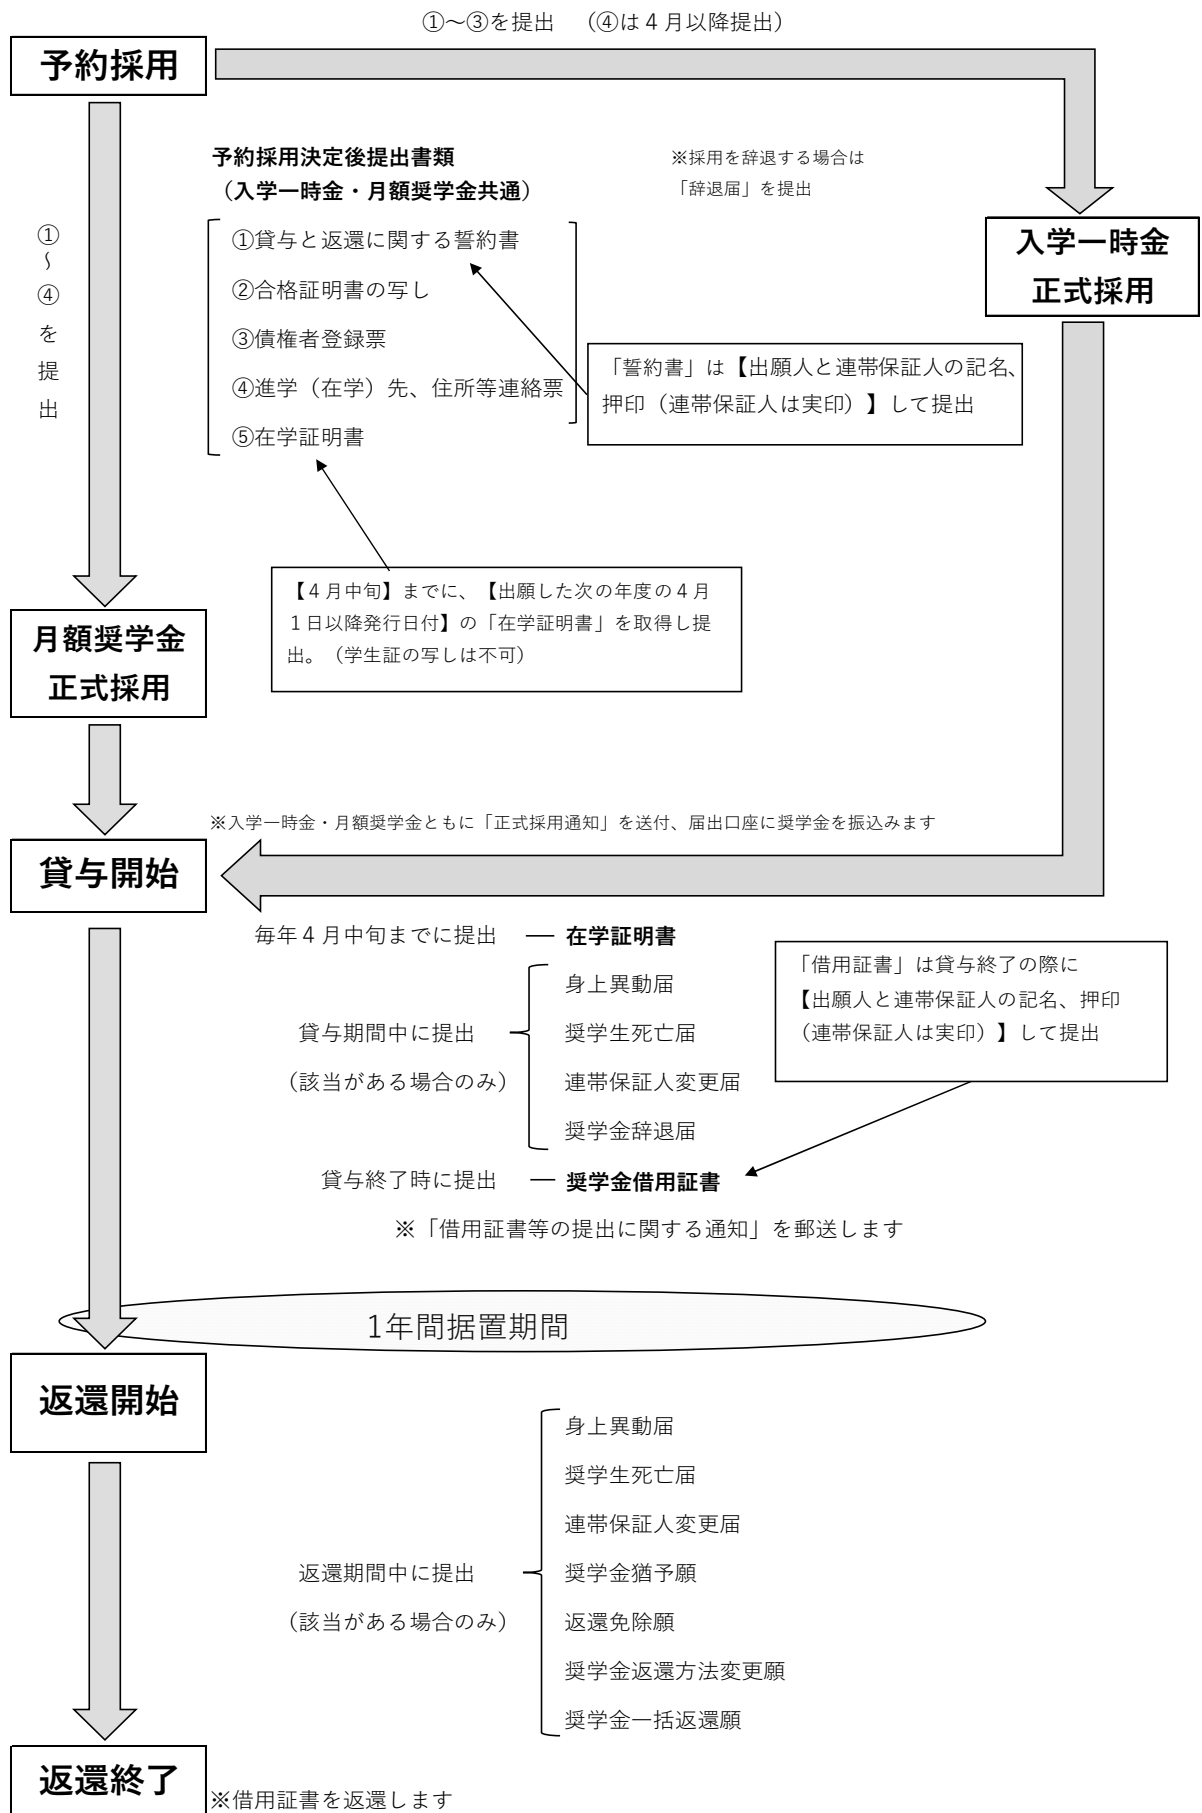 ①～③を提出　（④は４月以降提出）
予約採用
予約採用決定後提出書類
（入学一時金・月額奨学金共通）
※採用を辞退する場合は
「辞退届」を提出
①～④を提出
①貸与と返還に関する誓約書
②合格証明書の写し
③債権者登録票
④進学（在学）先、住所等連絡票
⑤在学証明書
入学一時金
正式採用
「誓約書」は【出願人と連帯保証人の記名、
押印（連帯保証人は実印）】して提出
【４月中旬】までに、【出願した次の年度の４月
１日以降発行日付】の「在学証明書」を取得し提
出。（学生証の写しは不可）
月額奨学金
正式採用
※入学一時金・月額奨学金ともに「正式採用通知」を送付、届出口座に奨学金を振込みます
貸与開始
毎年４月中旬までに提出　― 在学証明書
身上異動届
貸与期間中に提出
奨学生死亡届
（該当がある場合のみ）
連帯保証人変更届
奨学金辞退届
「借用証書」は貸与終了の際に
【出願人と連帯保証人の記名、押印
（連帯保証人は実印）】して提出
貸与終了時に提出　― 奨学金借用証書
※「借用証書等の提出に関する通知」を郵送します
1年間据置期間
返還開始
身上異動届
奨学生死亡届
連帯保証人変更届
返還期間中に提出
奨学金猶予願
（該当がある場合のみ）
返還免除願
奨学金返還方法変更願
奨学金一括返還願
返還終了
※借用証書を返還します